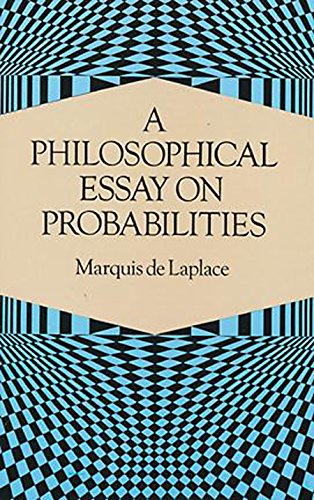 A
PHILOSOPHICAL
ESSAY ON
PROBABILITIES
Marquis de Laplace